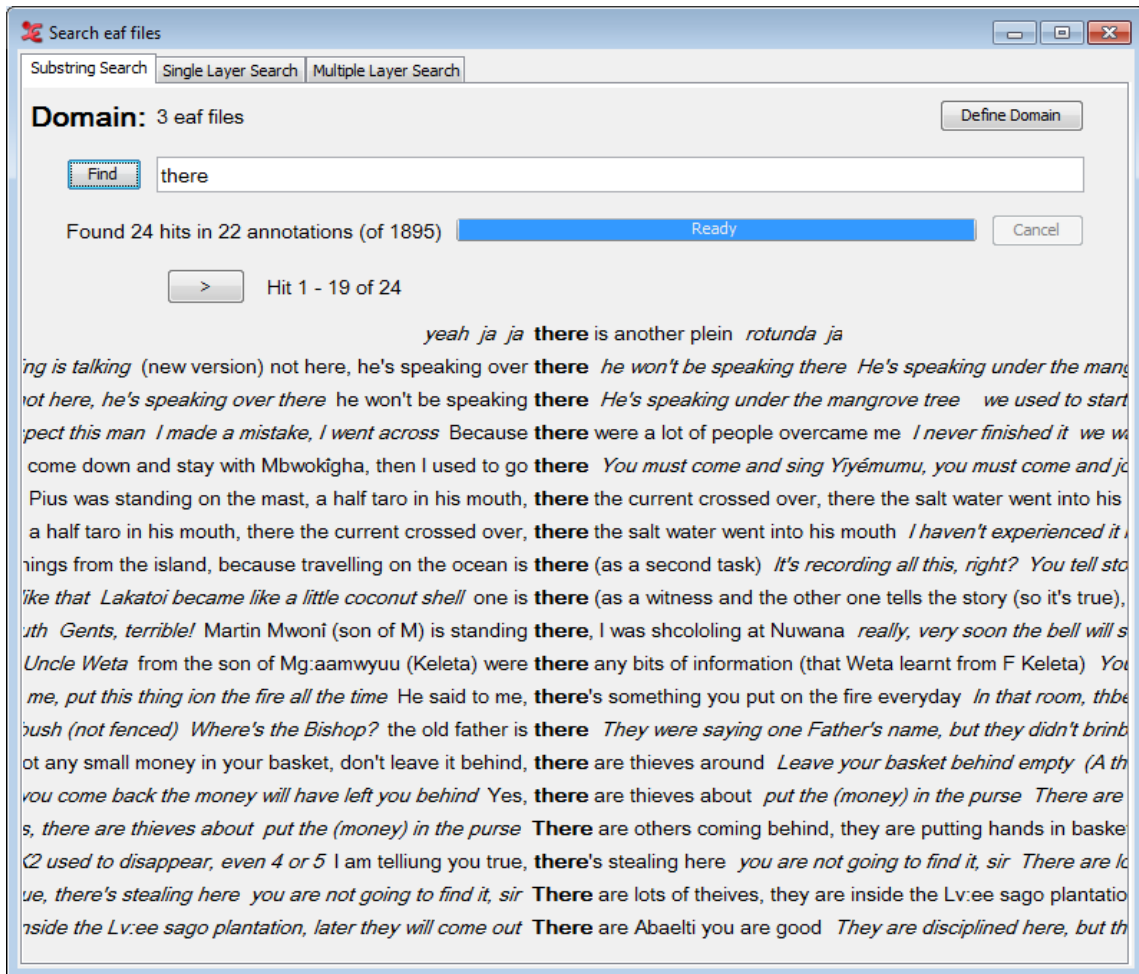 Search eaf files
Substring Search Single Layer Search Multiple Layer Search
Domain: 3 eaf files Define Domain
Find there
Found 24 hits in 22 annotations (of 1895) Ready Cancel
> Hit 1 - 19 of 24
yeah ja ja there is another plein rotunda ja
ing is talking (new version) not here, he's speaking over there he won't be speaking there He's speaking under the mang
not here, he's speaking over there he won't be speaking there He's speaking under the mangrove tree we used to start
pect this man I made a mistake, I went across Because there were a lot of people overcame me I never finished it we wa
come down and stay with Mbwokîgha, then I used to go there You must come and sing Yiyémumu, you must come and jo
Pius was standing on the mast, a half taro in his mouth, there the current crossed over, there the salt water went into his
a half taro in his mouth, there the current crossed over, there the salt water went into his mouth I haven't experienced it
hings from the island, because travelling on the ocean is there (as a second task) It's recording all this, right? You tell sto
like that Lakatoi became like a little coconut shell one is there (as a witness and the other one tells the story (so it's true),
uth Gents, terrible! Martin Mwonî (son of M) is standing there, I was shcololing at Nuwana really, very soon the bell will s
Uncle Weta from the son of Mg:aamwyuu (Keleta) were there any bits of information (that Weta learnt from F Keleta) You
me, put this thing ion the fire all the time He said to me, there's something you put on the fire everyday In that room, thbe
bush (not fenced) Where's the Bishop? the old father is there They were saying one Father's name, but they didn't brinb
ot any small money in your basket, don't leave it behind, there are thieves around Leave your basket behind empty (A th
you come back the money will have left you behind Yes, there are thieves about put the (money) in the purse There are
s, there are thieves about put the (money) in the purse There are others coming behind, they are putting hands in baske
K2 used to disappear, even 4 or 5 I am telliung you true, there's stealing here you are not going to find it, sir There are lo
ue, there's stealing here you are not going to find it, sir There are lots of theives, they are inside the Lv:ee sago plantatio
nside the Lv:ee sago plantation, later they will come out There are Abaelti you are good They are disciplined here, but th